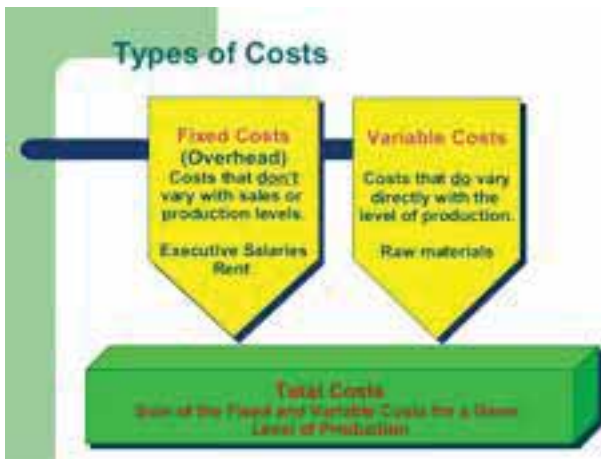 Types of Costs
Fixed Costs
(Overhead)
Costs that don't
vary with sales or
production levels.
Executive Salaries
Rent
Variable Costs
Costs that do vary
directly with the
level of production.
Raw materials
Total Costs
Sum of the Fixed and Variable Costs for a Given
Level of Production